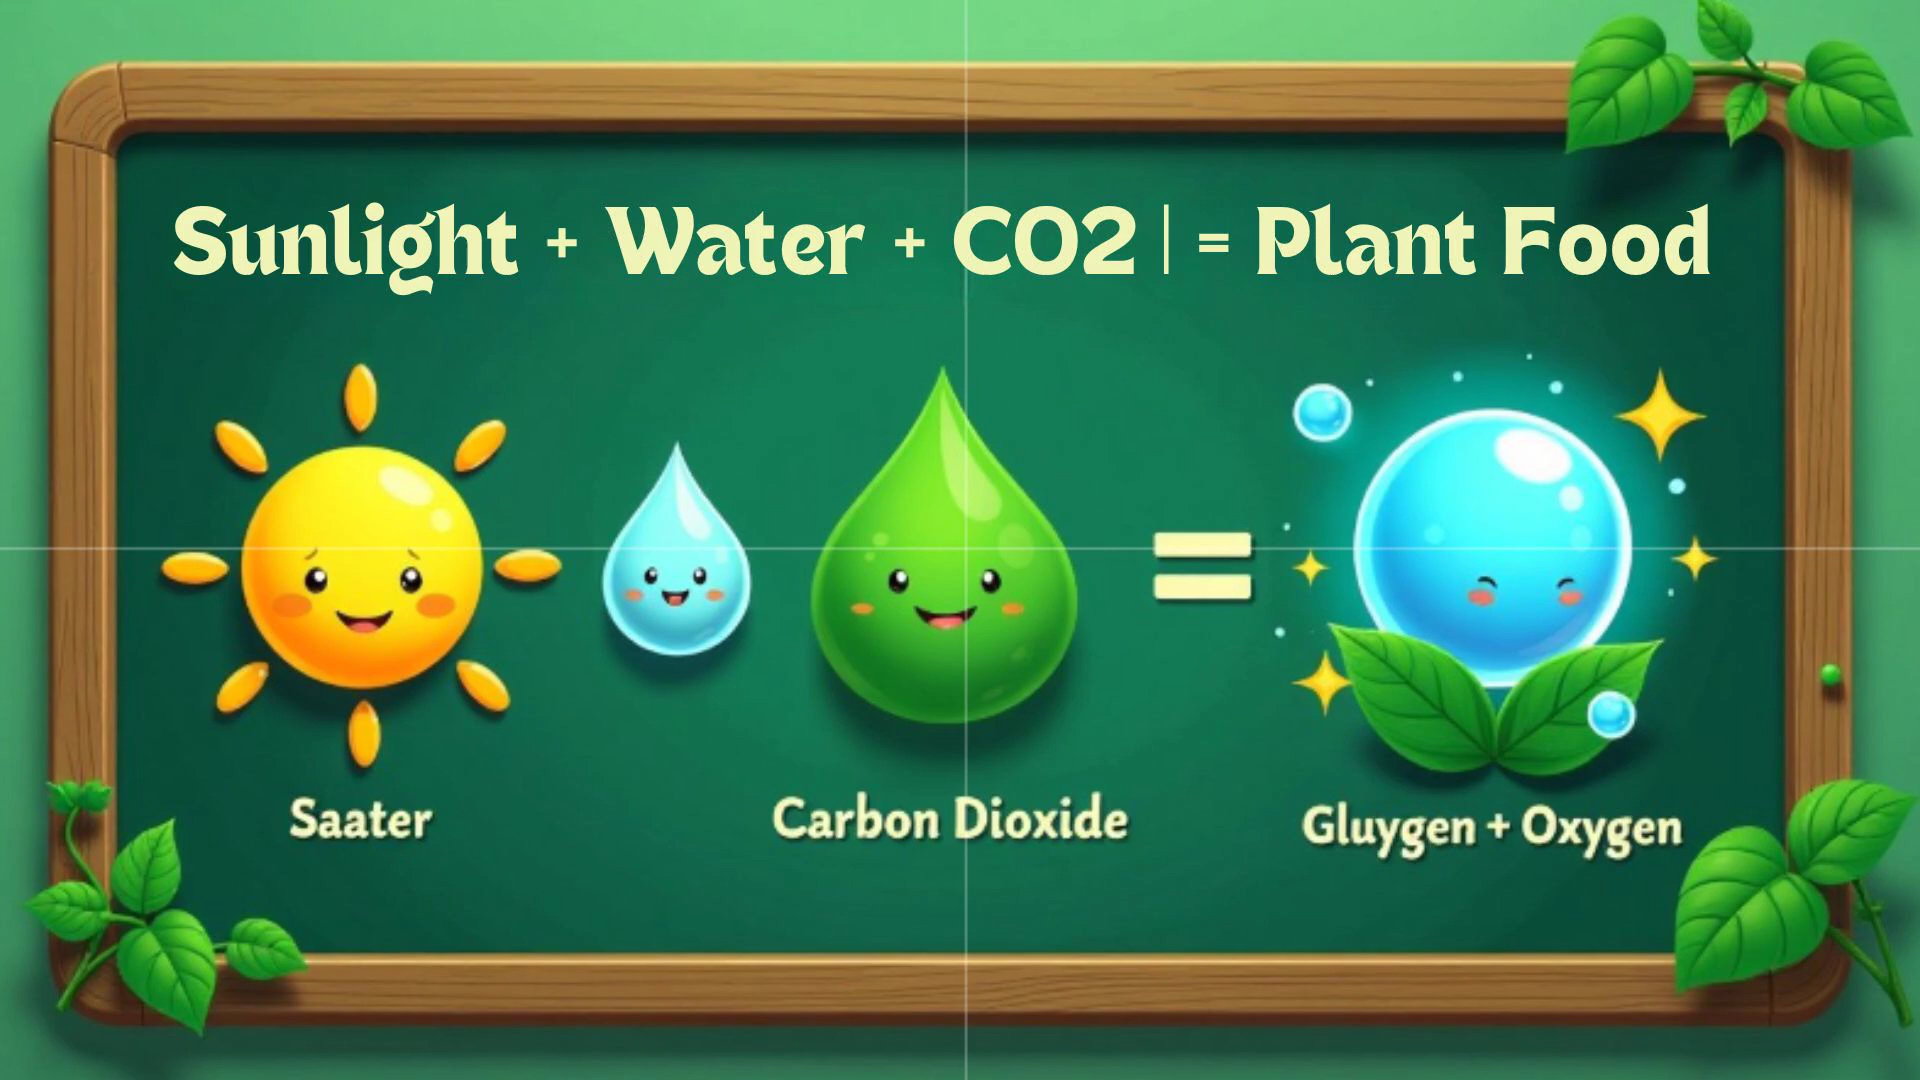 Sunlight + Water + CO2 | = Plant Food
=
Saater
Carbon Dioxide
Gluygen + Oxygen